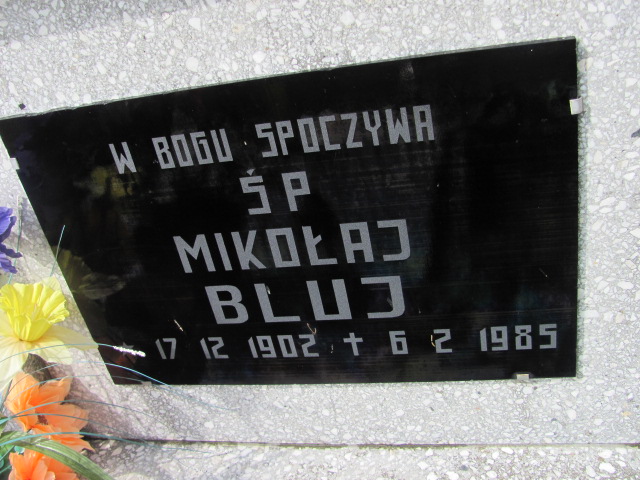 W BOGU SPOCZYWA
ŚP
MIKOŁAJ
BLUJ
* 17 12 1902 ✝ 6 2 1985